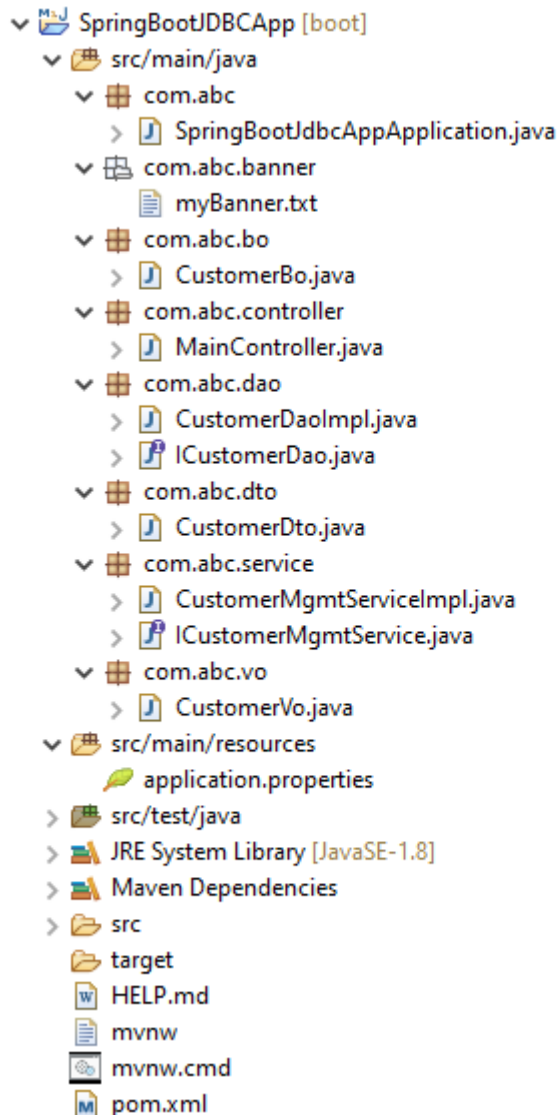 SpringBootJDBCApp [boot]
src/main/java
com.abc
SpringBootJdbcAppApplication.java
com.abc.banner
myBanner.txt
com.abc.bo
CustomerBo.java
com.abc.controller
MainController.java
com.abc.dao
CustomerDaoImpl.java
ICustomerDao.java
com.abc.dto
CustomerDto.java
com.abc.service
CustomerMgmtServiceImpl.java
ICustomerMgmtService.java
com.abc.vo
CustomerVo.java
src/main/resources
application.properties
src/test/java
JRE System Library [JavaSE-1.8]
Maven Dependencies
src
target
HELP.md
mvnw
mvnw.cmd
pom.xml